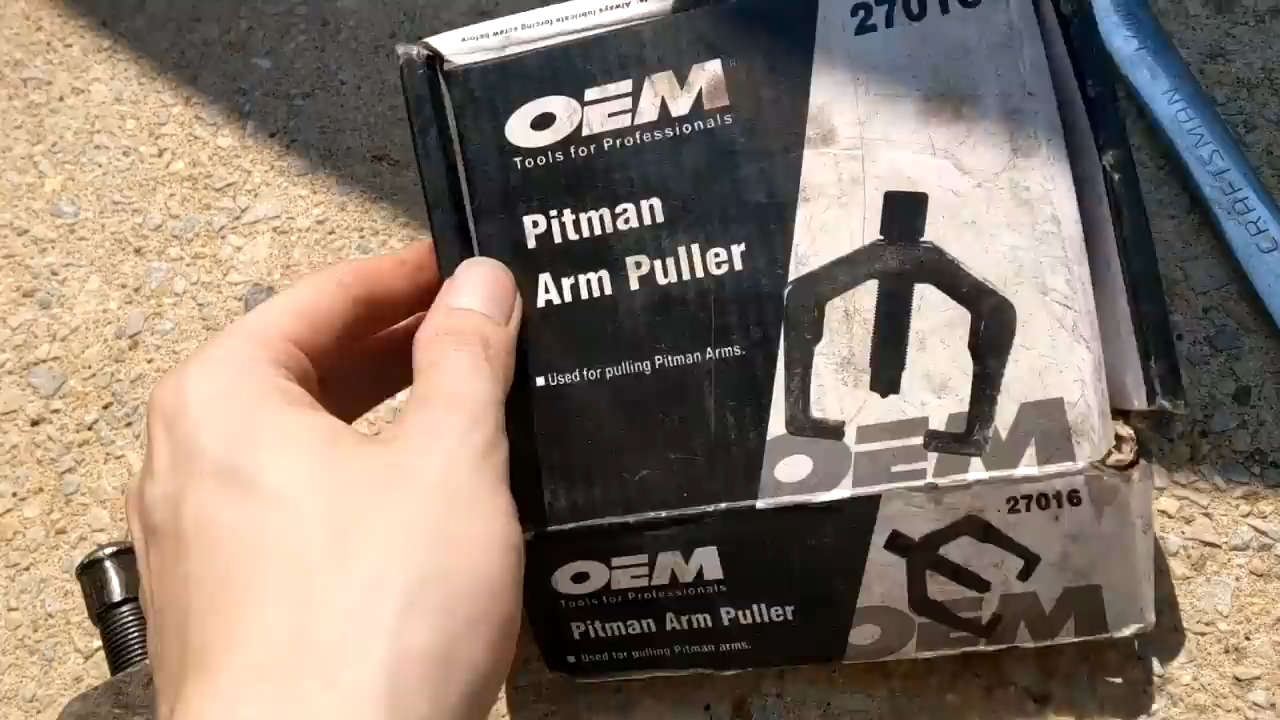 Always lubricate forcing screw before
27016
OEM®
Tools for Professionals
Pitman
Arm Puller
■ Used for pulling Pitman Arms.
OEM
27016
OEM
Tools for Professionals
Pitman Arm Puller
■ Used for pulling Pitman arms.
OEM
CRAFTSMAN